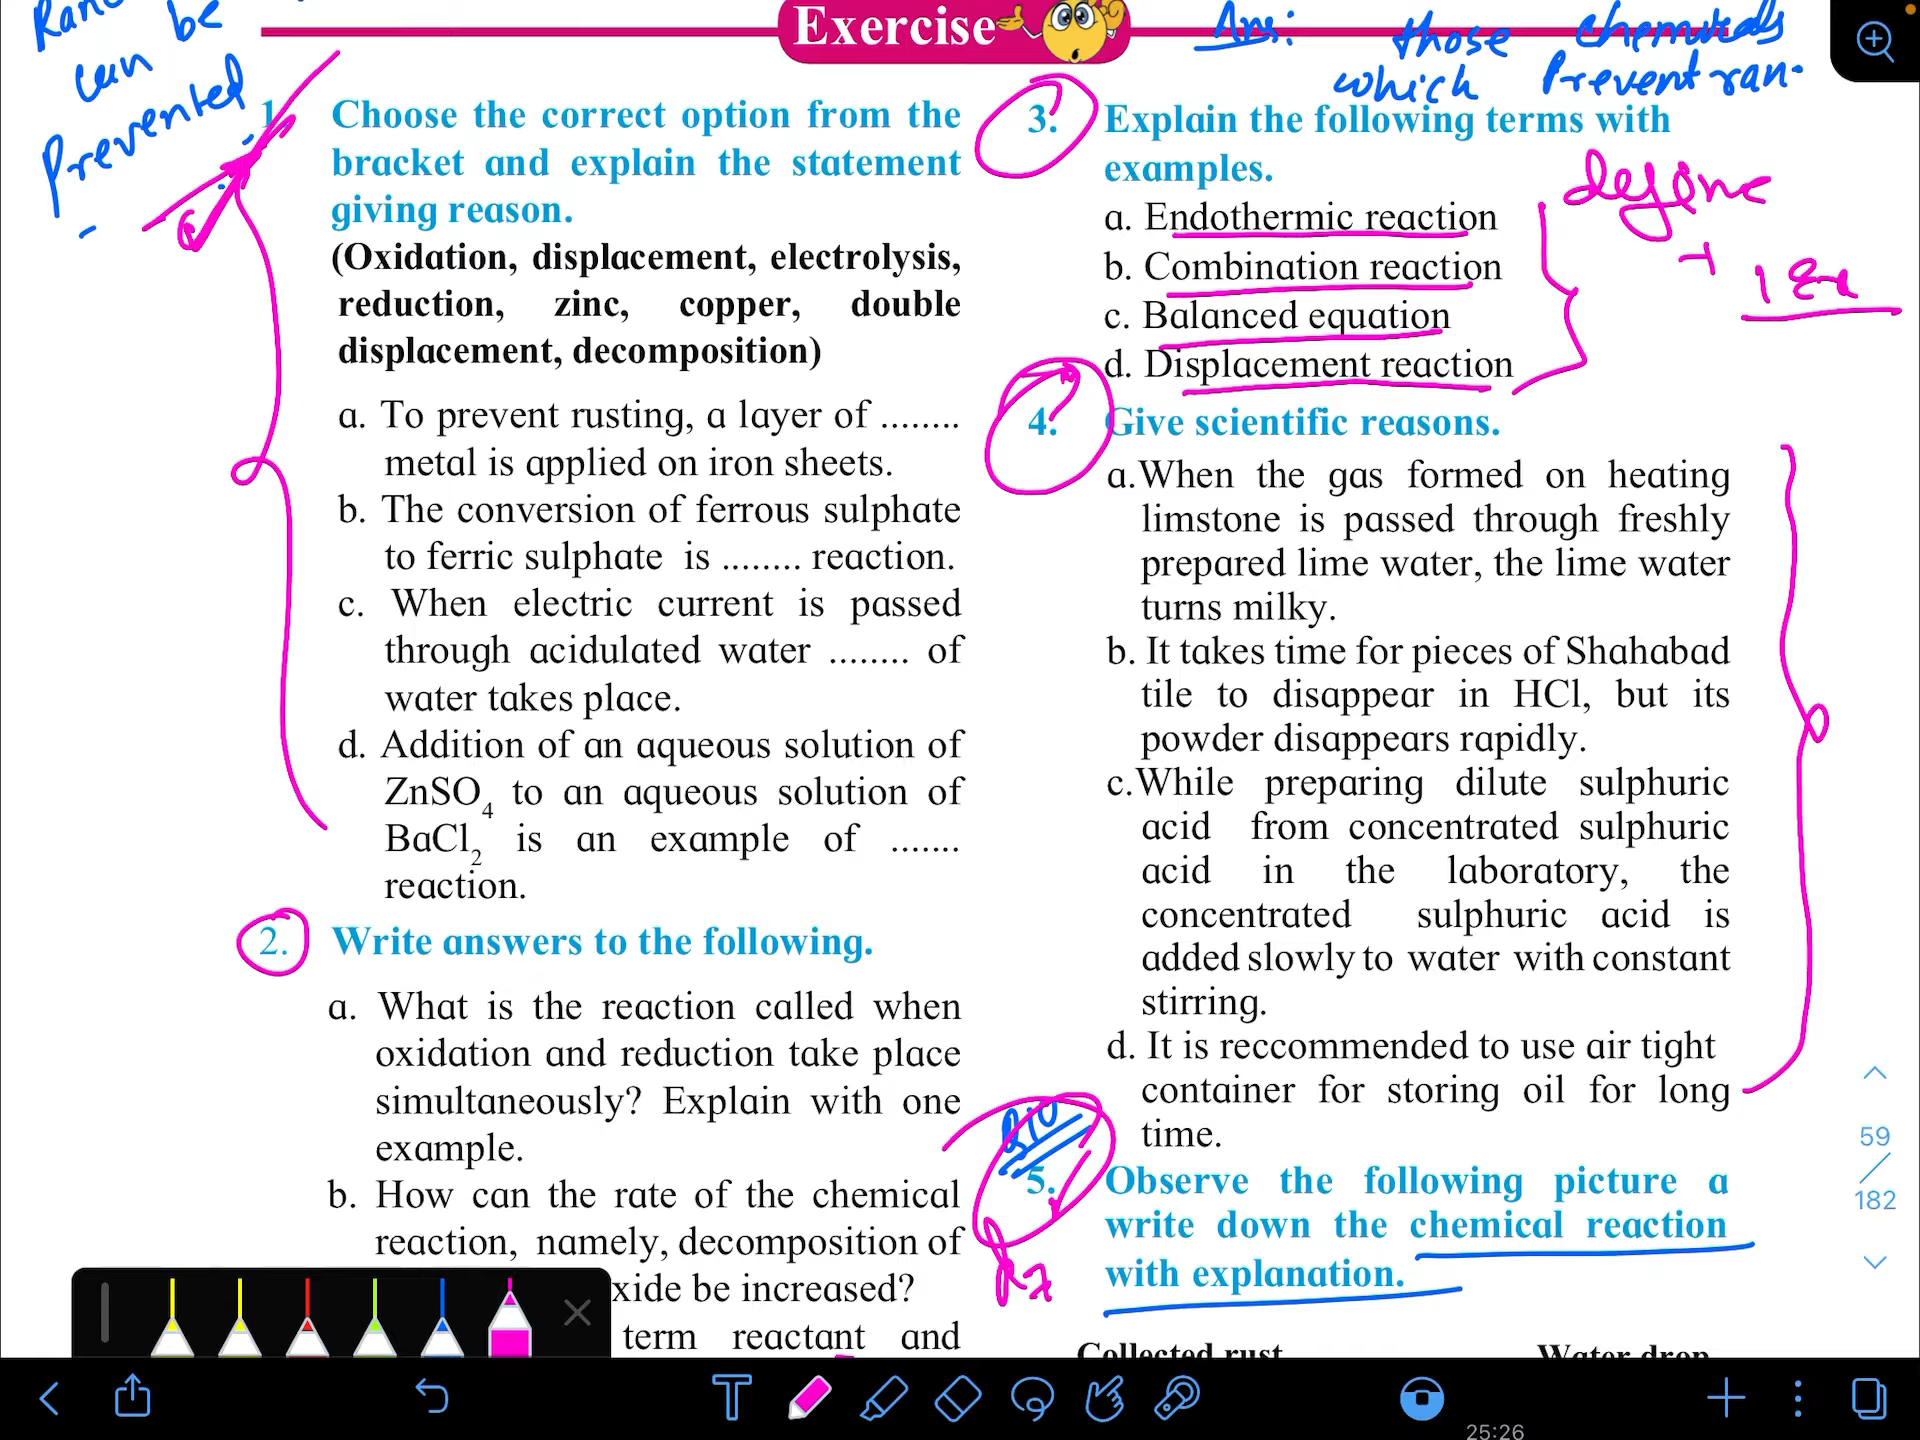 can be
Prevented
Exercise
Ans: those chemicals
which Prevent ran-
1. Choose the correct option from the
bracket and explain the statement
giving reason.
(Oxidation, displacement, electrolysis,
reduction, zinc, copper, double
displacement, decomposition)
a. To prevent rusting, a layer of ........
metal is applied on iron sheets.
b. The conversion of ferrous sulphate
to ferric sulphate is ........ reaction.
c. When electric current is passed
through acidulated water ........ of
water takes place.
d. Addition of an aqueous solution of
ZnSO4 to an aqueous solution of
BaCl2 is an example of .......
reaction.
2. Write answers to the following.
a. What is the reaction called when
oxidation and reduction take place
simultaneously? Explain with one
example.
b. How can the rate of the chemical
reaction, namely, decomposition of
xide be increased?
term reactant and
3. Explain the following terms with
examples.
a. Endothermic reaction
b. Combination reaction
c. Balanced equation
d. Displacement reaction
define
+ 1 Ex
4. Give scientific reasons.
a.When the gas formed on heating
limstone is passed through freshly
prepared lime water, the lime water
turns milky.
b. It takes time for pieces of Shahabad
tile to disappear in HCl, but its
powder disappears rapidly.
c.While preparing dilute sulphuric
acid from concentrated sulphuric
acid in the laboratory, the
concentrated sulphuric acid is
added slowly to water with constant
stirring.
d. It is reccommended to use air tight
container for storing oil for long
time.
5. Observe the following picture a
write down the chemical reaction
with explanation.
Collected rust Water drop
59
/
182
T
25:26